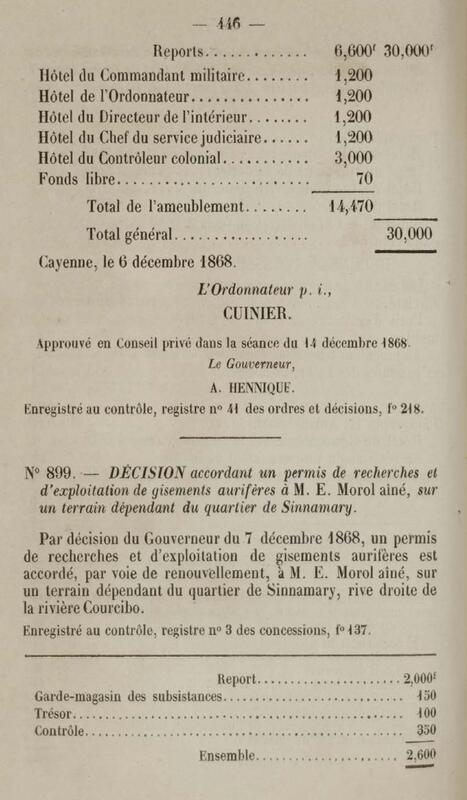 — 446 —
Reports............. 6,600f 30,000f
Hôtel du Commandant militaire........ 1,200
Hôtel de l'Ordonnateur............... 1,200
Hôtel du Directeur de l'intérieur........ 1,200
Hôtel du Chef du service judiciaire...... 1,200
Hôtel du Contrôleur colonial........... 3,000
Fonds libre......................... 70
Total de l'ameublement........ 14,470
Total général................. 30,000
Cayenne, le 6 décembre 1868.
L'Ordonnateur p. i.,
CUINIER.
Approuvé en Conseil privé dans la séance du 14 décembre 1868.
Le Gouverneur,
A. HENNIQUE.
Enregistré au contrôle, registre n° 41 des ordres et décisions, f° 218.
N° 899. — DÉCISION accordant un permis de recherches et
d'exploitation de gisements aurifères à M. E. Morol aîné, sur
un terrain dépendant du quartier de Sinnamary.
Par décision du Gouverneur du 7 décembre 1868, un permis
de recherches et d'exploitation de gisements aurifères est
accordé, par voie de renouvellement, à M. E. Morol aîné, sur
un terrain dépendant du quartier de Sinnamary, rive droite de
la rivière Courcibo.
Enregistré au contrôle, registre n° 3 des concessions, f° 137.
Report..................... 2,000f
Garde-magasin des subsistances.......................... 150
Trésor................................................ 100
Contrôle.............................................. 350
Ensemble..................... 2,600